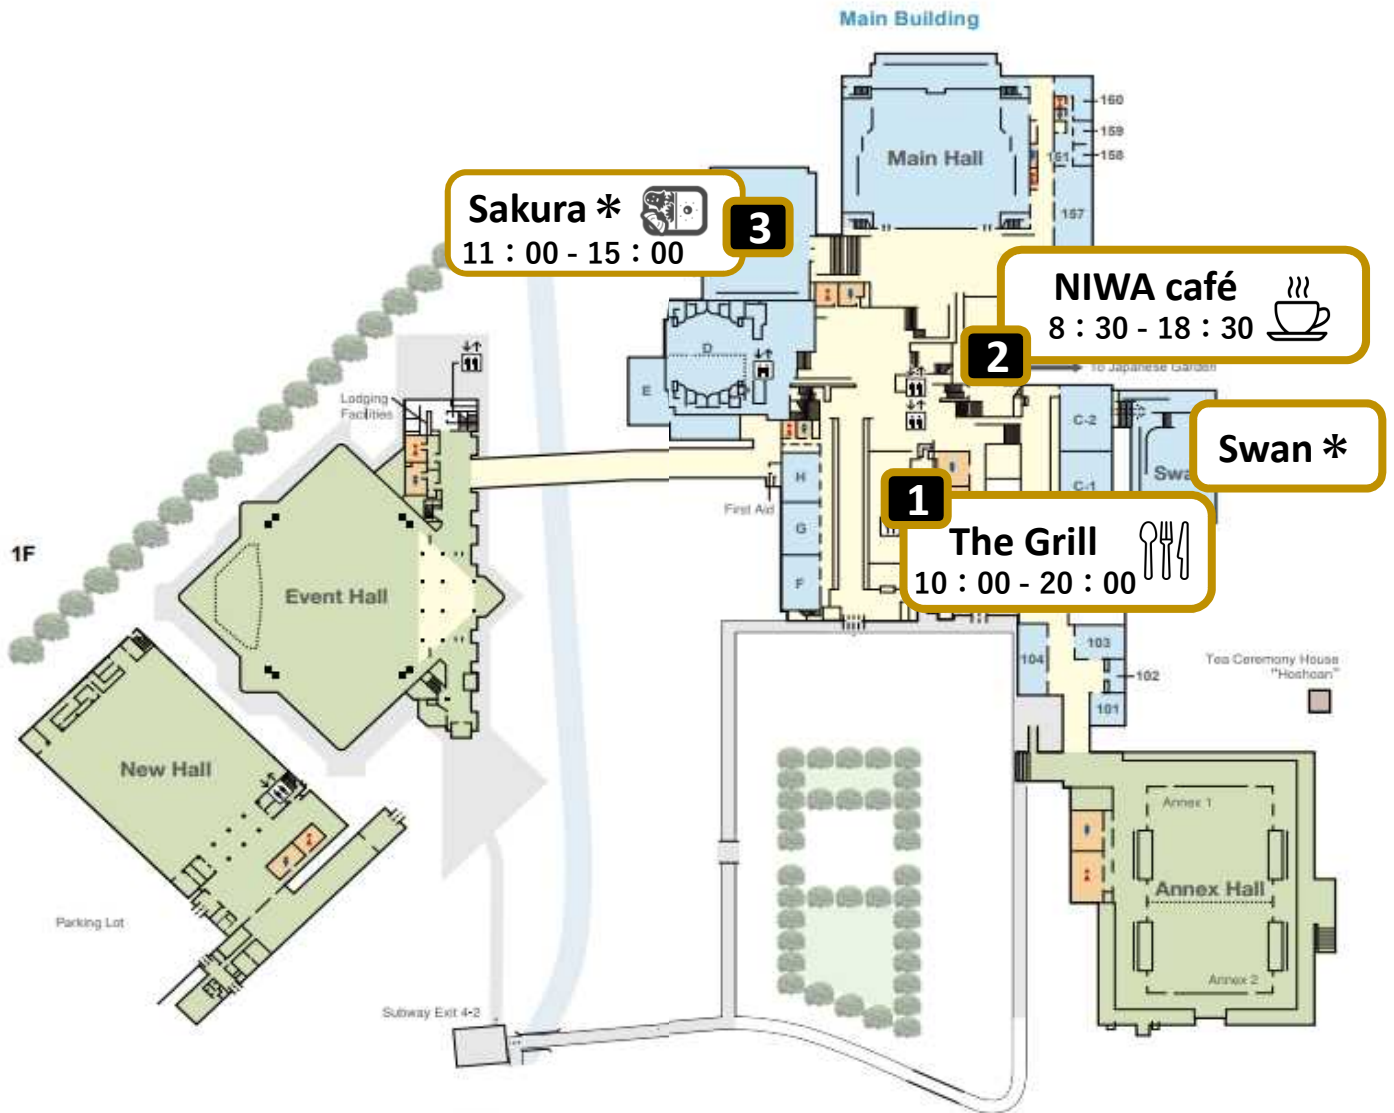 Main Building
160
159
Main Hall
161
158
Sakura *
3
11：00 - 15：00
157
NIWA café
8：30 - 18：30
2
To Japanese Garden
D
E
Lodging
Facilities
C-2
Swan *
Swa
C-1
H
1
First Aid
G
The Grill
10：00 - 20：00
1F
Event Hall
F
103
104
Tea Ceremony House
"Hoshoan"
102
101
New Hall
Annex 1
Annex Hall
Parking Lot
Annex 2
Subway Exit 4-2